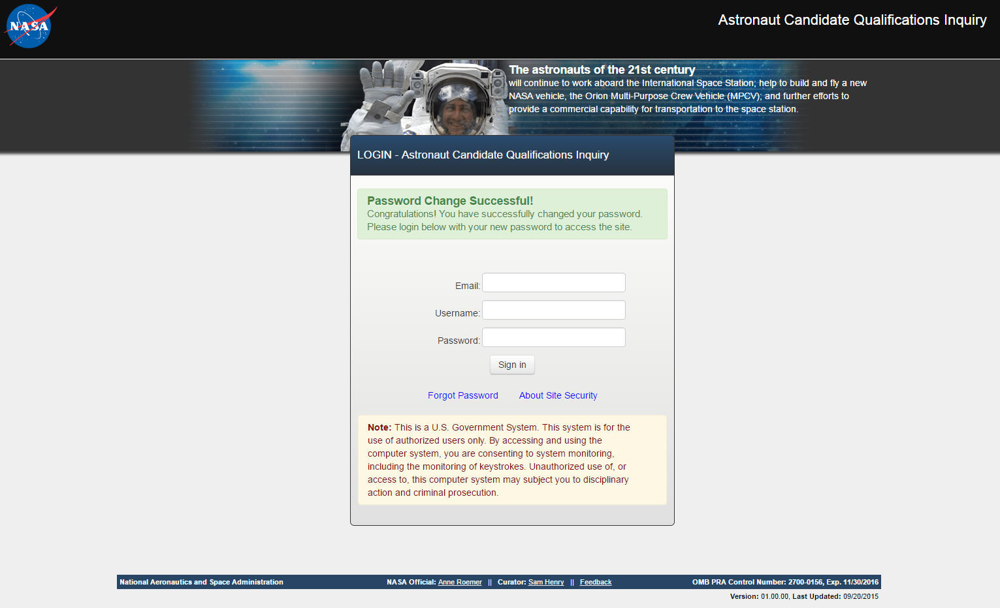 NASA
Astronaut Candidate Qualifications Inquiry
The astronauts of the 21st century
will continue to work aboard the International Space Station; help to build and fly a new
NASA vehicle, the Orion Multi-Purpose Crew Vehicle (MPCV); and further efforts to
provide a commercial capability for transportation to the space station.
LOGIN - Astronaut Candidate Qualifications Inquiry
Password Change Successful!
Congratulations! You have successfully changed your password.
Please login below with your new password to access the site.
Email:
Username:
Password:
Sign in
Forgot Password About Site Security
Note: This is a U.S. Government System. This system is for the
use of authorized users only. By accessing and using the
computer system, you are consenting to system monitoring,
including the monitoring of keystrokes. Unauthorized use of, or
access to, this computer system may subject you to disciplinary
action and criminal prosecution.
National Aeronautics and Space Administration NASA Official: Anne Roemer || Curator: Sam Henry || Feedback OMB PRA Control Number: 2700-0156, Exp. 11/30/2016
Version: 01.00.00, Last Updated: 09/20/2015